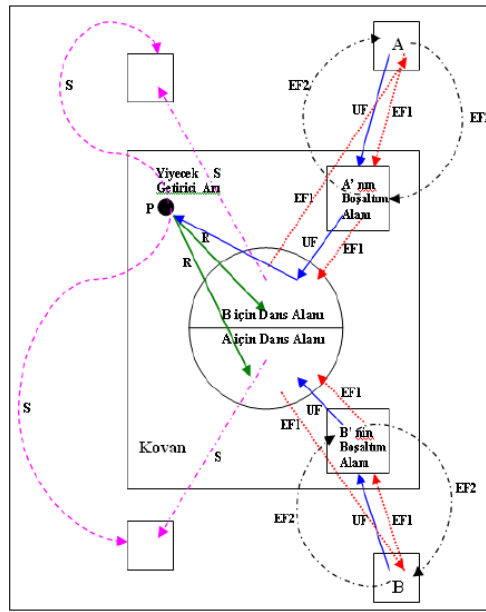 A
S
EF2
UF
EF1
EF2
Yiyecek S
Getirici Arı
P
A' nın
Boşaltım
Alanı
EF1
R
UF
EF1
R
B için Dans Alanı
A için Dans Alanı
S
EF1
UF
EF1
B' nin
Boşaltım
Alanı
Kovan
S
EF2
EF2
UF
EF1
B